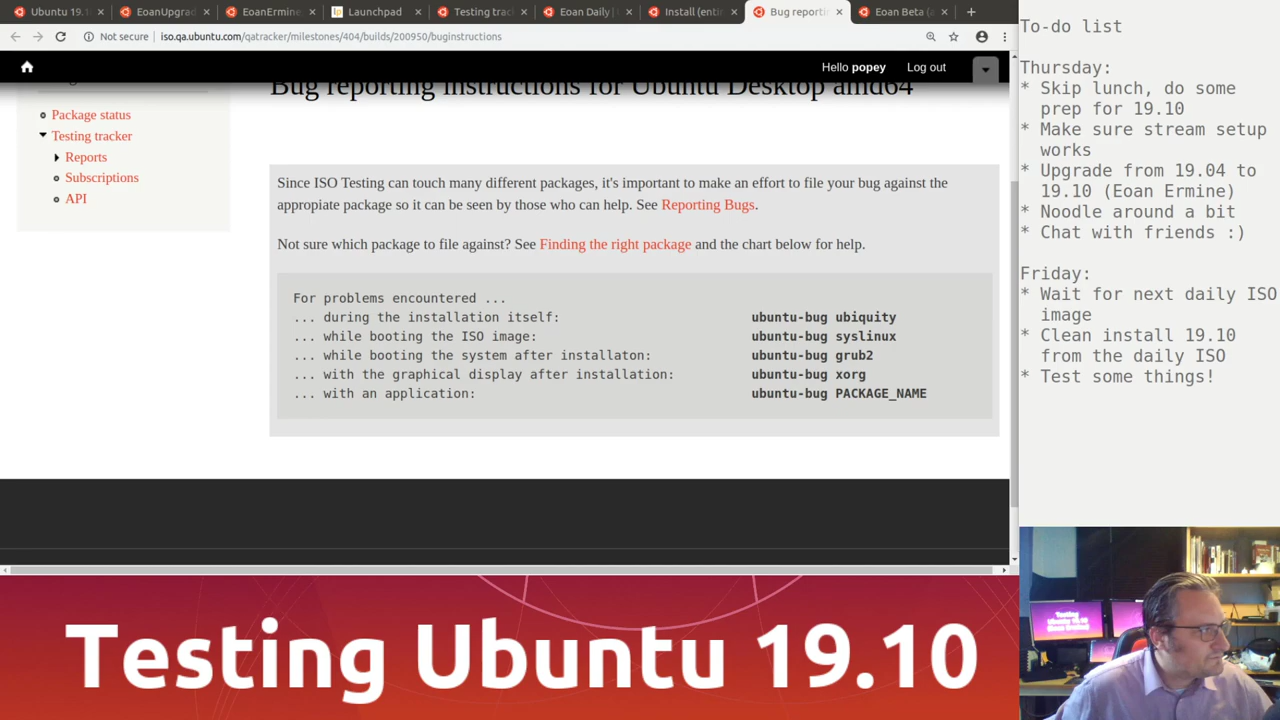 Ubuntu 19.1
EoanUpgrad
EoanErmine
Launchpad
Testing trac
Eoan Daily |
Install (enti
Bug reporti
Eoan Beta (
Not secure
iso.qa.ubuntu.com/qatracker/milestones/404/builds/200950/buginstructions
Hello popey
Log out
Bug reporting instructions for Ubuntu Desktop amd64
Package status
Testing tracker
Reports
Subscriptions
API
Since ISO Testing can touch many different packages, it's important to make an effort to file your bug against the
appropiate package so it can be seen by those who can help. See Reporting Bugs.
Not sure which package to file against? See Finding the right package and the chart below for help.
For problems encountered ...
... during the installation itself: ubuntu-bug ubiquity
... while booting the ISO image: ubuntu-bug syslinux
... while booting the system after installaton: ubuntu-bug grub2
... with the graphical display after installation: ubuntu-bug xorg
... with an application: ubuntu-bug PACKAGE_NAME
Testing Ubuntu 19.10
To-do list
Thursday:
* Skip lunch, do some
prep for 19.10
* Make sure stream setup
works
* Upgrade from 19.04 to
19.10 (Eoan Ermine)
* Noodle around a bit
* Chat with friends :)
Friday:
* Wait for next daily ISO
image
* Clean install 19.10
from the daily ISO
* Test some things!